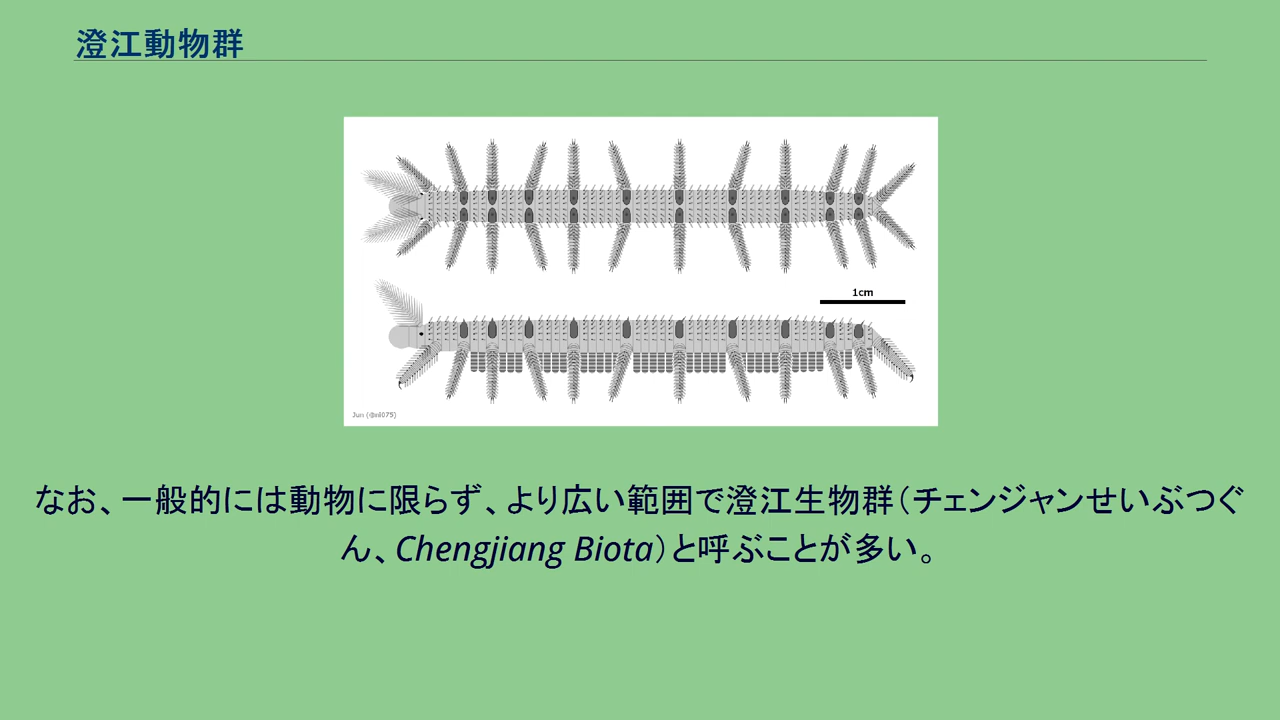 澄江動物群
1cm
Jun (@ni075)
なお、一般的には動物に限らず、より広い範囲で澄江生物群（チェンジャンせいぶつぐ
ん、Chengjiang Biota）と呼ぶことが多い。